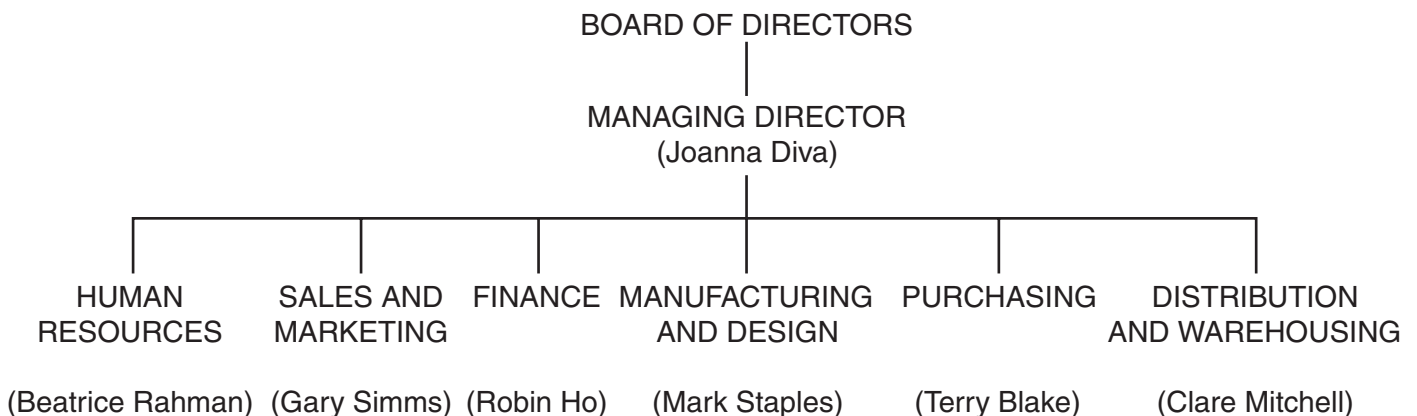 BOARD OF DIRECTORS
MANAGING DIRECTOR
(Joanna Diva)
HUMAN
RESOURCES
(Beatrice Rahman)
SALES AND
MARKETING
(Gary Simms)
FINANCE
(Robin Ho)
MANUFACTURING
AND DESIGN
(Mark Staples)
PURCHASING
(Terry Blake)
DISTRIBUTION
AND WAREHOUSING
(Clare Mitchell)